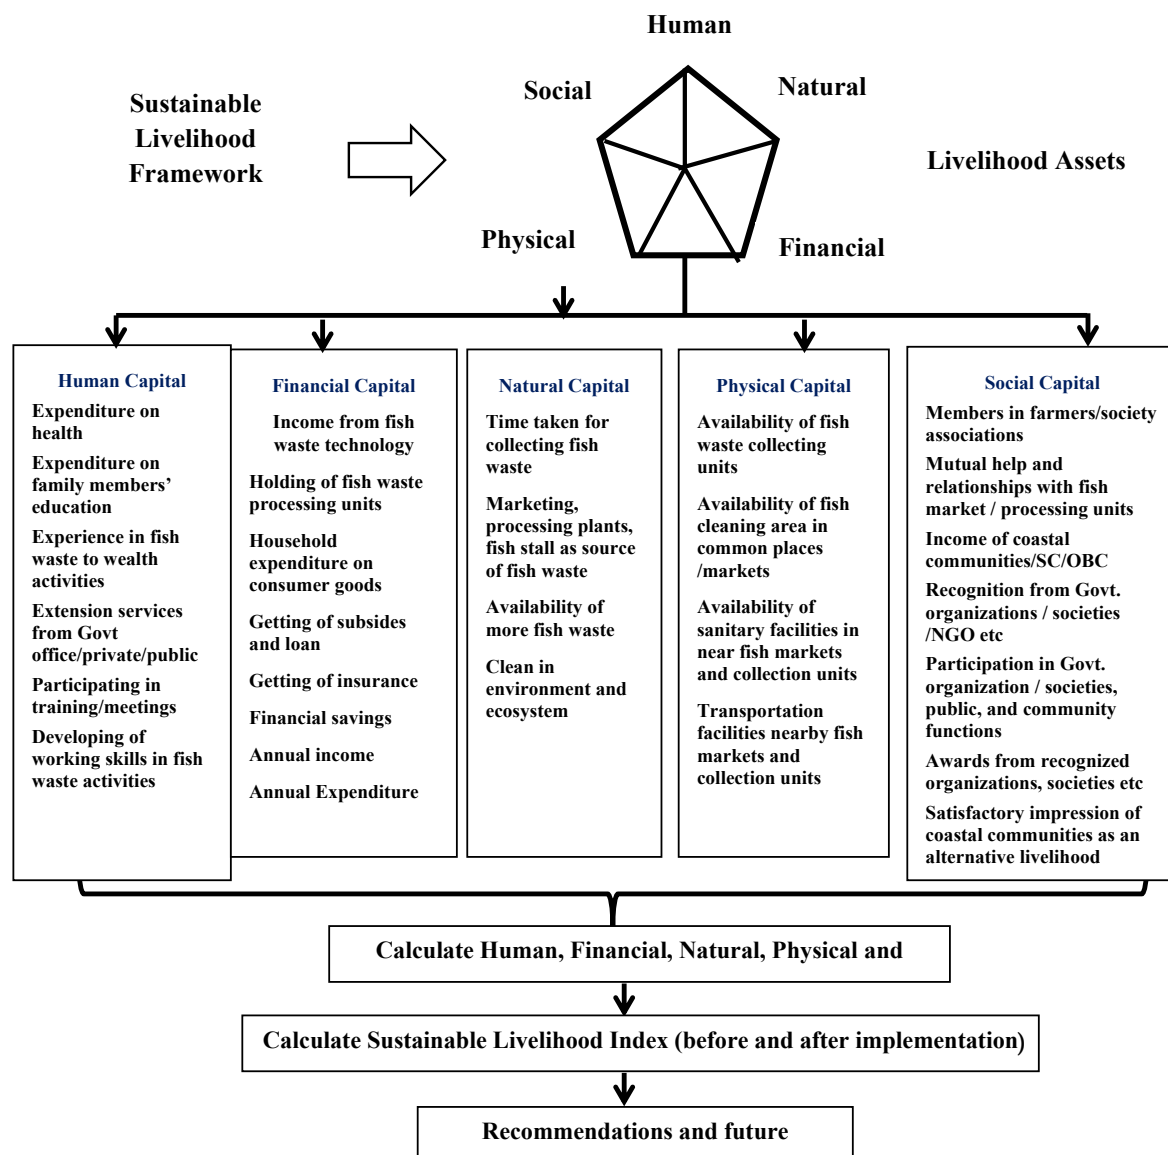 Human
Social
Natural
Sustainable
Livelihood
Framework
Livelihood Assets
Physical
Financial
Human Capital
Expenditure on
health
Expenditure on
family members’
education
Experience in fish
waste to wealth
activities
Extension services
from Govt
office/private/public
Participating in
training/meetings
Developing of
working skills in fish
waste activities
Financial Capital
Income from fish
waste technology
Holding of fish waste
processing units
Household
expenditure on
consumer goods
Getting of subsides
and loan
Getting of insurance
Financial savings
Annual income
Annual Expenditure
Natural Capital
Time taken for
collecting fish
waste
Marketing,
processing plants,
fish stall as source
of fish waste
Availability of
more fish waste
Clean in
environment and
ecosystem
Physical Capital
Availability of fish
waste collecting
units
Availability of fish
cleaning area in
common places
/markets
Availability of
sanitary facilities in
near fish markets
and collection units
Transportation
facilities nearby fish
markets and
collection units
Social Capital
Members in farmers/society
associations
Mutual help and
relationships with fish
market / processing units
Income of coastal
communities/SC/OBC
Recognition from Govt.
organizations / societies
/NGO etc
Participation in Govt.
organization / societies,
public, and community
functions
Awards from recognized
organizations, societies etc
Satisfactory impression of
coastal communities as an
alternative livelihood
Calculate Human, Financial, Natural, Physical and
Calculate Sustainable Livelihood Index (before and after implementation)
Recommendations and future